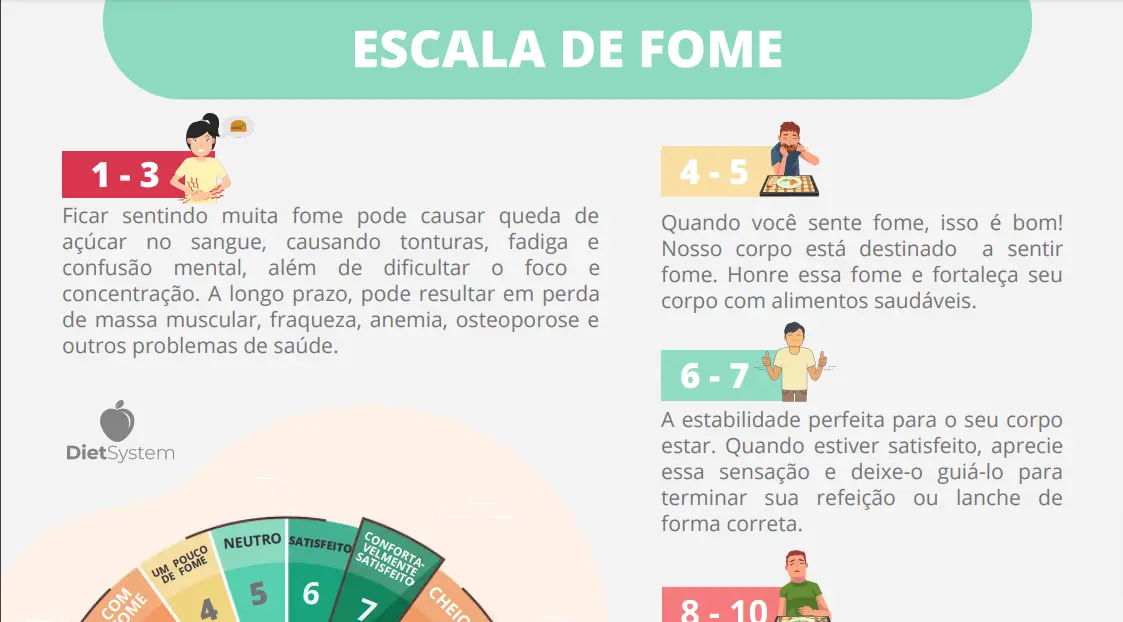 ESCALA DE FOME
1 - 3
Ficar sentindo muita fome pode causar queda de
açúcar no sangue, causando tonturas, fadiga e
confusão mental, além de dificultar o foco e
concentração. A longo prazo, pode resultar em perda
de massa muscular, fraqueza, anemia, osteoporose e
outros problemas de saúde.
4 - 5
Quando você sente fome, isso é bom!
Nosso corpo está destinado a sentir
fome. Honre essa fome e fortaleça seu
corpo com alimentos saudáveis.
6 - 7
A estabilidade perfeita para o seu corpo
estar. Quando estiver satisfeito, aprecie
essa sensação e deixe-o guiá-lo para
terminar sua refeição ou lanche de
forma correta.
8 - 10
DietSystem
COM
FOME
UM POUCO
DE FOME
4
NEUTRO
5
SATISFEITO
6
CONFORTA-
VELMENTE
SATISFEITO
7
CHEIO